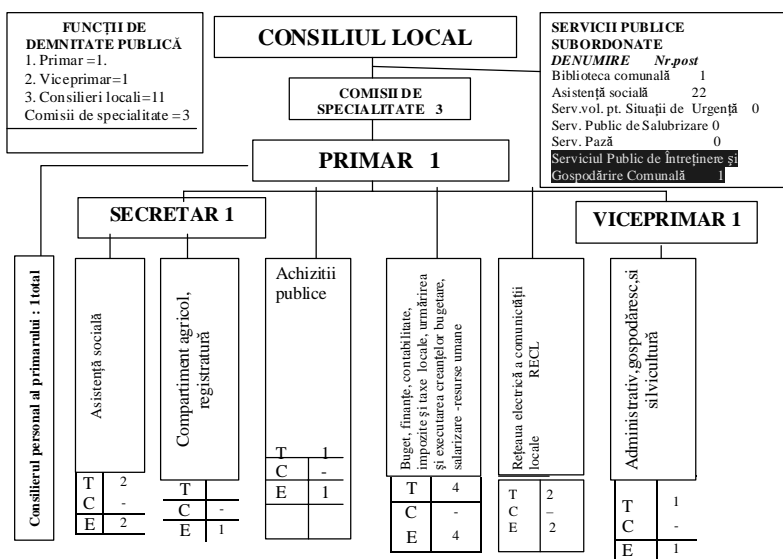 FUNCȚII DE
DEMNITATE PUBLICĂ
1. Primar =1.
2. Viceprimar=1
3. Consilieri locali=11
Comisii de specialitate =3
CONSILIUL LOCAL
SERVICII PUBLICE
SUBORDONATE
DENUMIRE Nr.post
Biblioteca comunală 1
Asistență socială 22
Serv.vol. pt. Situații de Urgență 0
Serv. Public de Salubrizare 0
Serv. Pază 0
Serviciul Public de Întreținere și
Gospodărire Comunală 1
COMISII DE
SPECIALITATE 3
PRIMAR 1
SECRETAR 1
VICEPRIMAR 1
Consilierul personal al primarului : 1total
Asistență socială
T 2
C -
E 2
Compartiment agricol,
registratură
T
C -
E 1
Achizitii
publice
T 1
C -
E 1
Buget, finanțe, contabilitate,
impozite și taxe locale, urmărirea
și executarea creanțelor bugetare,
salarizare -resurse umane
T 4
C -
E 4
Rețeaua electrică a comunictății
locale RECL
T 2
C –
E 2
Administrativ,gospodăresc,si
silvicultură
T 1
C -
E 1